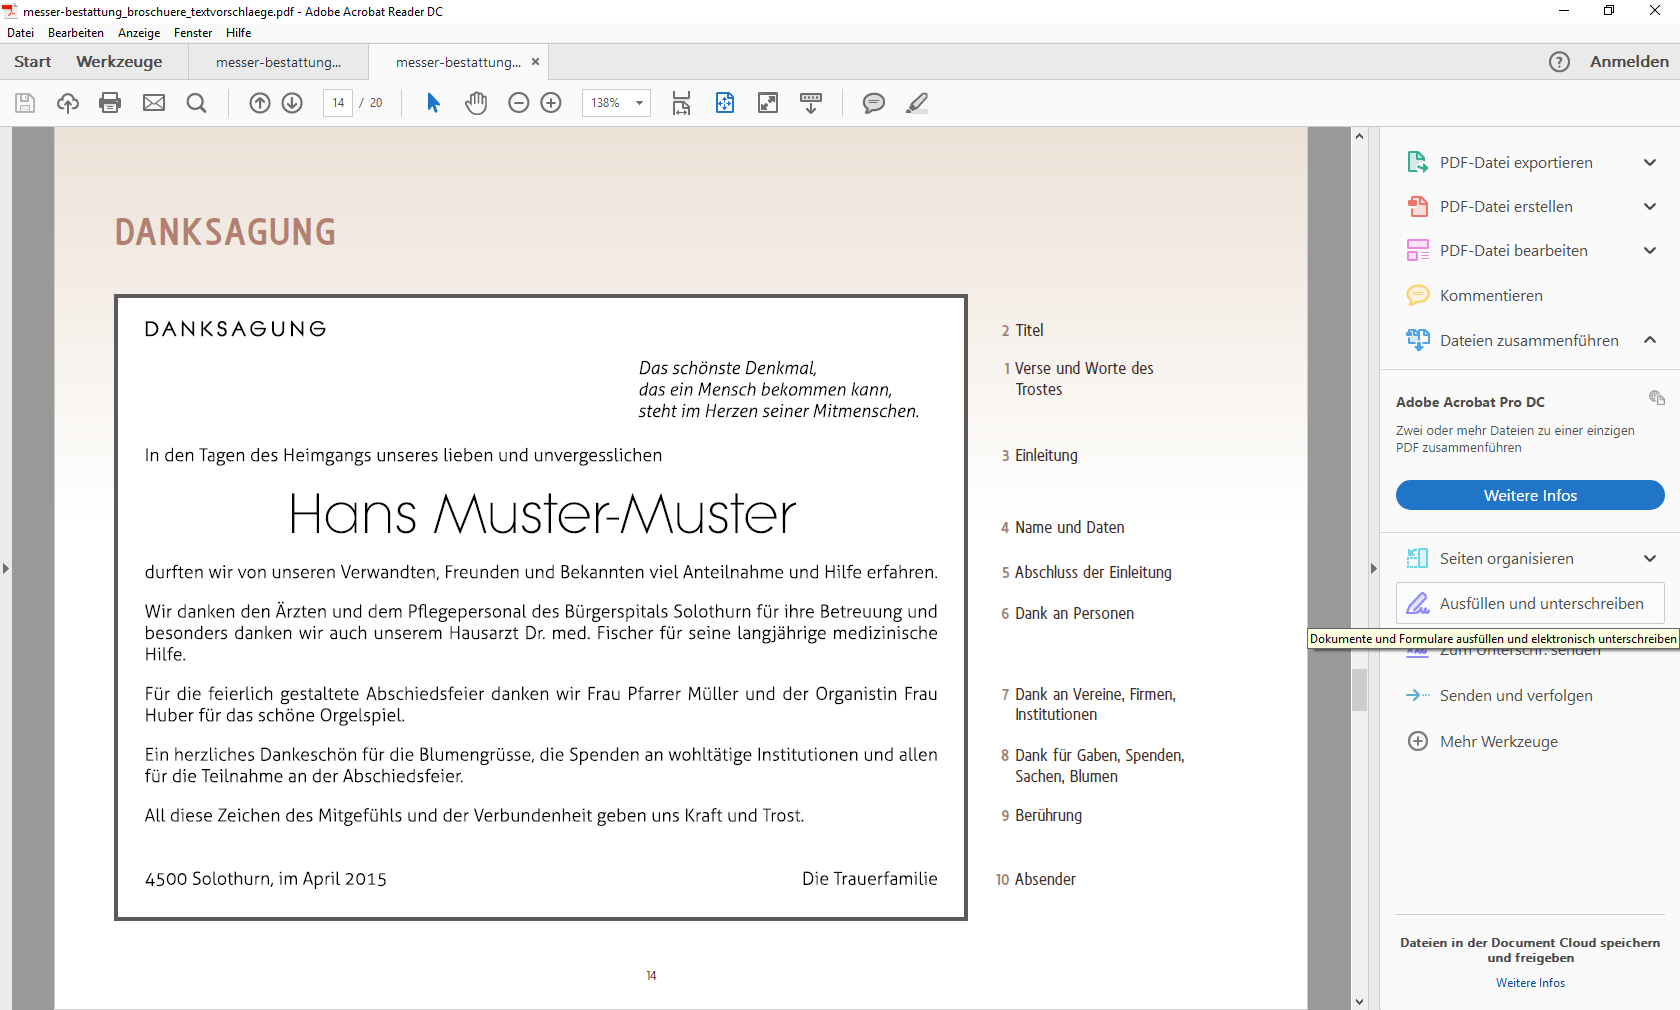 messer-bestattung_broschuere_textvorschlaege.pdf - Adobe Acrobat Reader DC
Datei Bearbeiten Anzeige Fenster Hilfe
Start Werkzeuge messer-bestattung... messer-bestattung... × ? Anmelden
14 / 20 138%
DANKSAGUNG
DANKSAGUNG
2 Titel
Das schönste Denkmal,
das ein Mensch bekommen kann,
steht im Herzen seiner Mitmenschen.
1 Verse und Worte des
Trostes
In den Tagen des Heimgangs unseres lieben und unvergesslichen
3 Einleitung
Hans Muster-Muster
4 Name und Daten
durften wir von unseren Verwandten, Freunden und Bekannten viel Anteilnahme und Hilfe erfahren.
5 Abschluss der Einleitung
Wir danken den Ärzten und dem Pflegepersonal des Bürgerspitals Solothurn für ihre Betreuung und
besonders danken wir auch unserem Hausarzt Dr. med. Fischer für seine langjährige medizinische
Hilfe.
6 Dank an Personen
Für die feierlich gestaltete Abschiedsfeier danken wir Frau Pfarrer Müller und der Organistin Frau
Huber für das schöne Orgelspiel.
7 Dank an Vereine, Firmen,
Institutionen
Ein herzliches Dankeschön für die Blumengrüsse, die Spenden an wohltätige Institutionen und allen
für die Teilnahme an der Abschiedsfeier.
8 Dank für Gaben, Spenden,
Sachen, Blumen
All diese Zeichen des Mitgefühls und der Verbundenheit geben uns Kraft und Trost.
9 Berührung
4500 Solothurn, im April 2015 Die Trauerfamilie
10 Absender
14
PDF-Datei exportieren
PDF-Datei erstellen
PDF-Datei bearbeiten
Kommentieren
Dateien zusammenführen
Adobe Acrobat Pro DC
Zwei oder mehr Dateien zu einer einzigen
PDF zusammenführen
Weitere Infos
Seiten organisieren
Ausfüllen und unterschreiben
Dokumente und Formulare ausfüllen und elektronisch unterschreiben
Zum Unterschr. senden
Senden und verfolgen
Mehr Werkzeuge
Dateien in der Document Cloud speichern
und freigeben
Weitere Infos